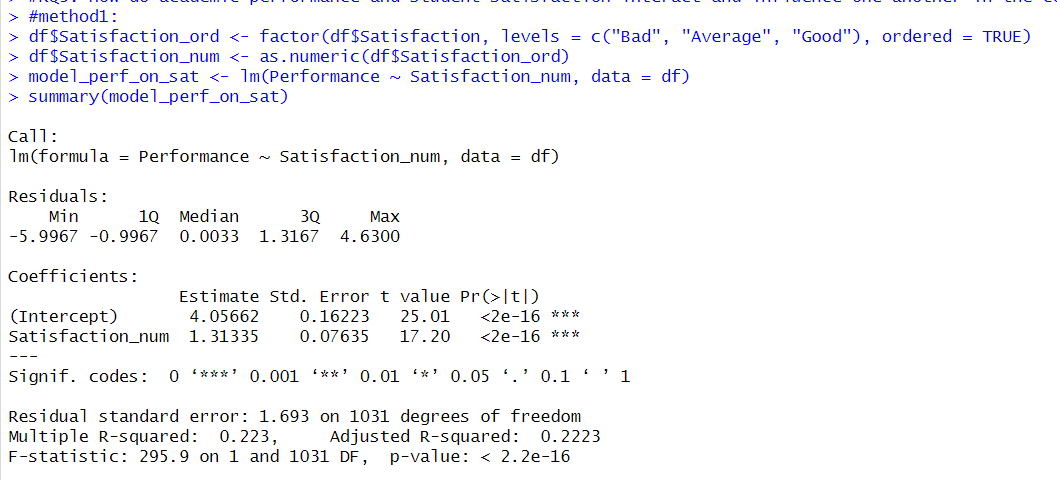 > #method1:
> df$Satisfaction_ord <- factor(df$Satisfaction, levels = c("Bad", "Average", "Good"), ordered = TRUE)
> df$Satisfaction_num <- as.numeric(df$Satisfaction_ord)
> model_perf_on_sat <- lm(Performance ~ Satisfaction_num, data = df)
> summary(model_perf_on_sat)

Call:
lm(formula = Performance ~ Satisfaction_num, data = df)

Residuals:
    Min      1Q  Median      3Q     Max
-5.9967 -0.9967  0.0033  1.3167  4.6300

Coefficients:
                 Estimate Std. Error t value Pr(>|t|)
(Intercept)       4.05662    0.16223   25.01   <2e-16 ***
Satisfaction_num  1.31335    0.07635   17.20   <2e-16 ***
---
Signif. codes:  0 ‘***’ 0.001 ‘**’ 0.01 ‘*’ 0.05 ‘.’ 0.1 ‘ ’ 1

Residual standard error: 1.693 on 1031 degrees of freedom
Multiple R-squared:  0.223,	Adjusted R-squared:  0.2223
F-statistic: 295.9 on 1 and 1031 DF,  p-value: < 2.2e-16